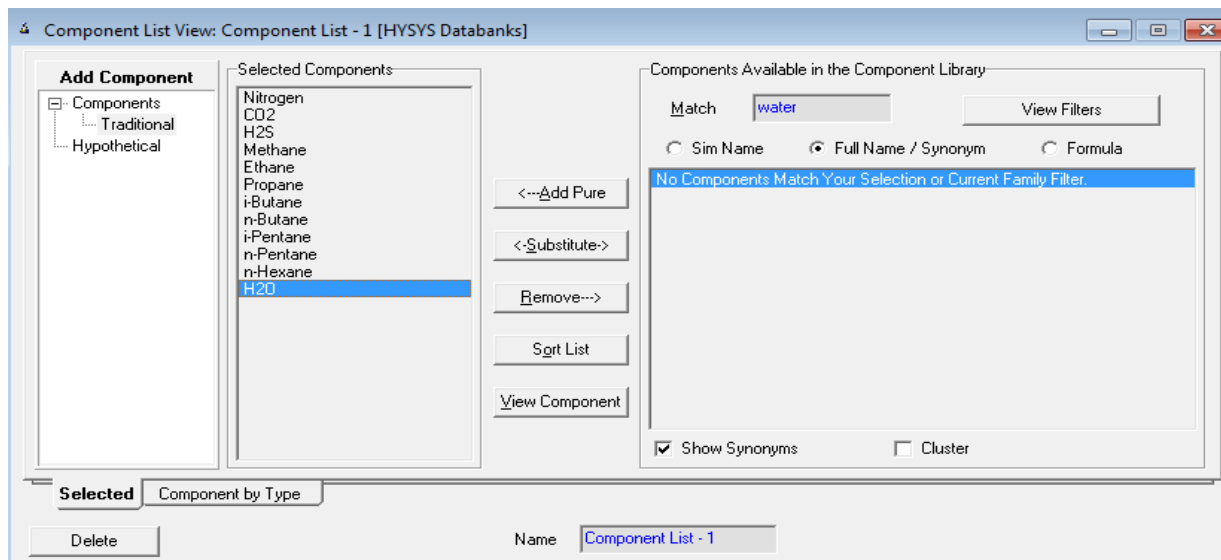 Component List View: Component List - 1 [HYSYS Databanks]
Add Component
Components
Traditional
Hypothetical
Selected Components
Nitrogen
CO2
H2S
Methane
Ethane
Propane
i-Butane
n-Butane
i-Pentane
n-Pentane
n-Hexane
H2O
<---Add Pure
<-Substitute->
Remove--->
Sort List
View Component
Components Available in the Component Library
Match water View Filters
Sim Name Full Name / Synonym Formula
No Components Match Your Selection or Current Family Filter.
Show Synonyms Cluster
Selected Component by Type
Delete Name Component List - 1